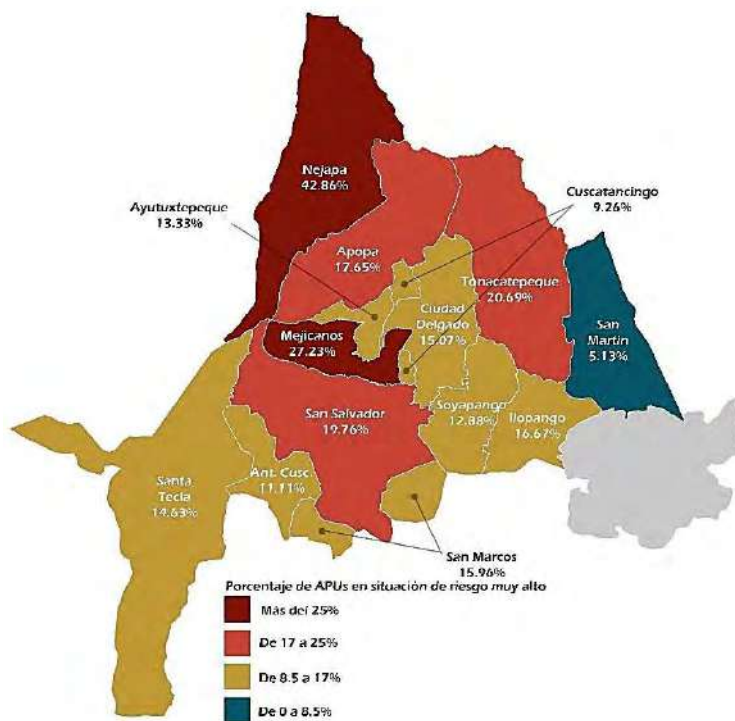 Nejapa
42.86%
Ayutuxtepeque
13.33%
Cuscatancingo
9.26%
Apopa
17.65%
Tonacatepeque
20.69%
Ciudad
Delgado
15.07%
Mejicanos
27.23%
San
Martín
5.13%
San Salvador
19.76%
Soyapango
12.88%
Ilopango
16.67%
Ant. Cusc.
11.11%
Santa
Tecla
14.63%
San Marcos
15.96%
Porcentaje de APUs en situación de riesgo muy alto
Más del 25%
De 17 a 25%
De 8.5 a 17%
De 0 a 8.5%